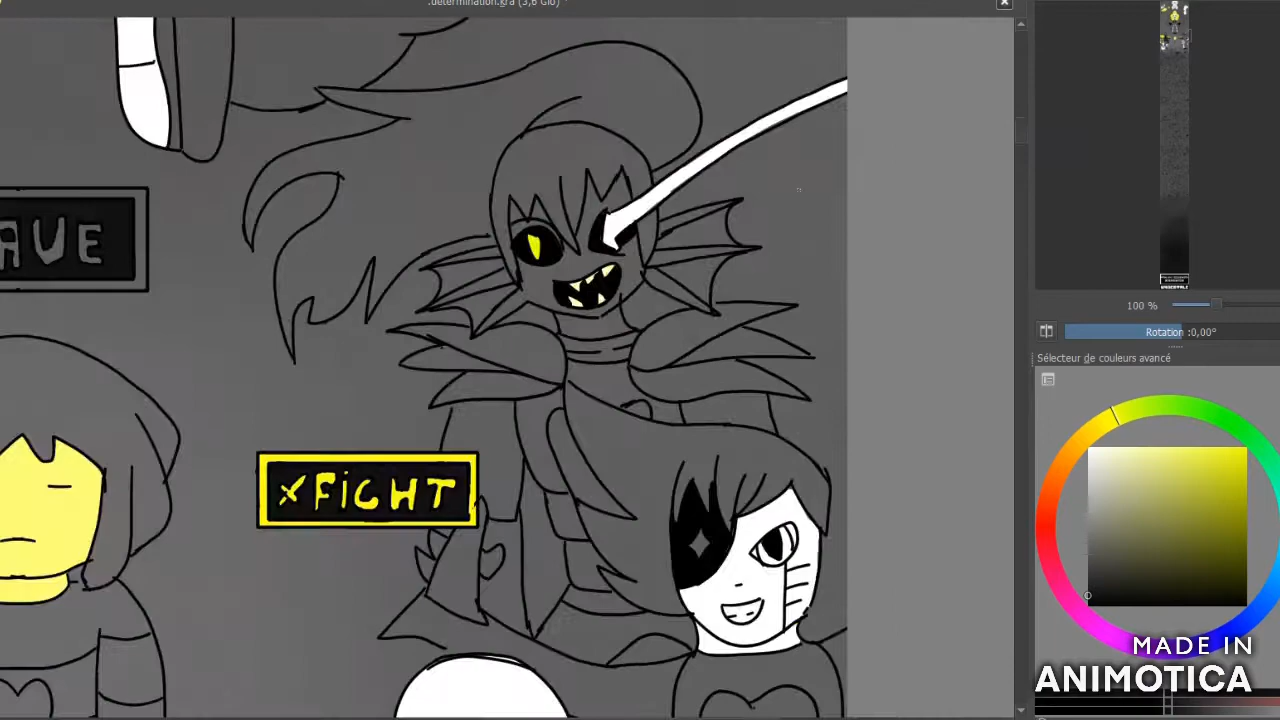 .determination.kra (3,6 Gio) *
AVE
FiGHT
100 %
Rotation :0,00°
Sélecteur de couleurs avancé
MADE IN
ANIMOTICA